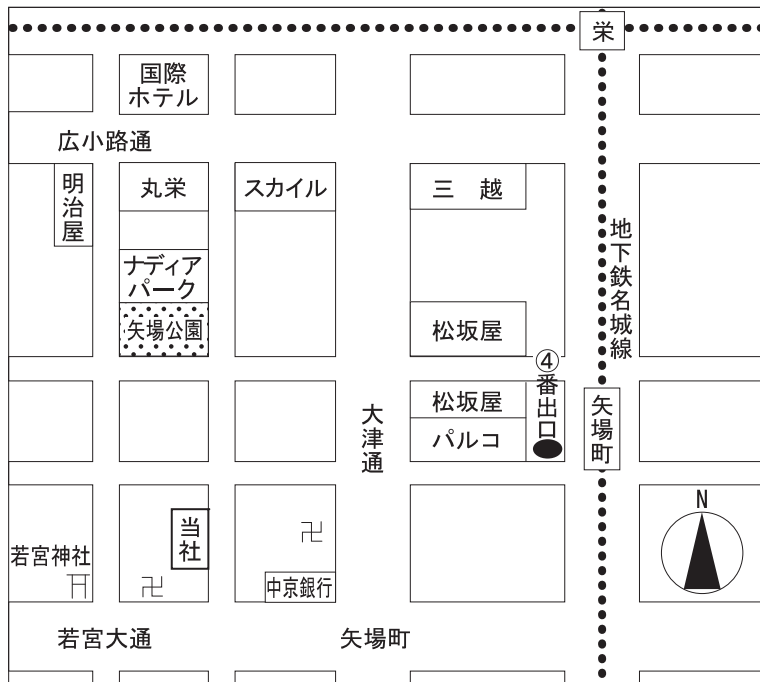 栄
国際
ホテル
広小路通
明治屋
丸栄
スカイル
三越
地下鉄名城線
ナディア
パーク
矢場公園
松坂屋
④番出口
松坂屋
パルコ
大津通
矢場町
N
当社
若宮神社
中京銀行
若宮大通
矢場町